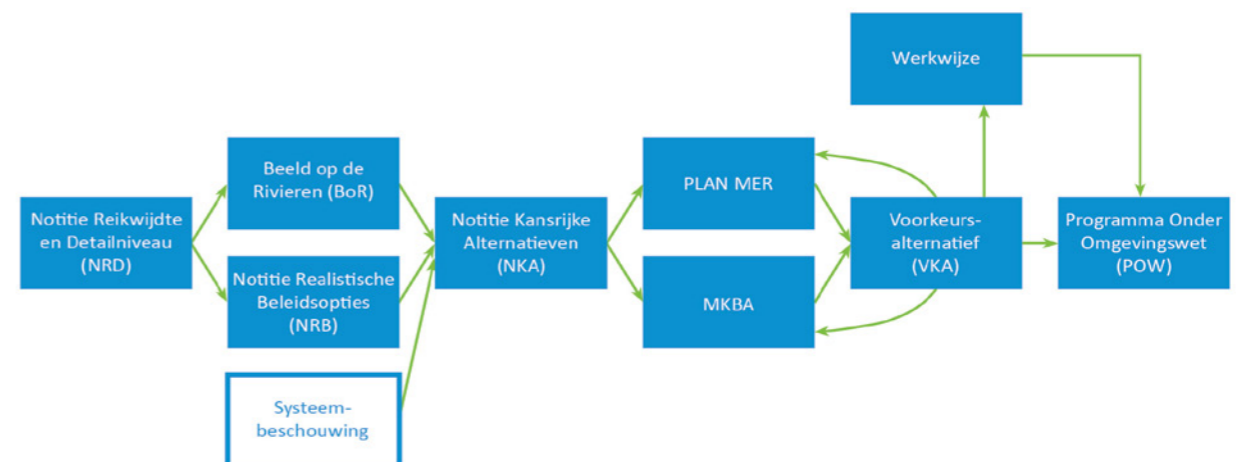 Werkwijze
Beeld op de
Rivieren (BoR)
PLAN MER
Notitie Reikwijdte
en Detailniveau
(NRD)
Notitie Kansrijke
Alternatieven
(NKA)
Voorkeurs-
alternatief
(VKA)
Programma Onder
Omgevingswet
(POW)
Notitie Realistische
Beleidsopties
(NRB)
MKBA
Systeem-
beschouwing